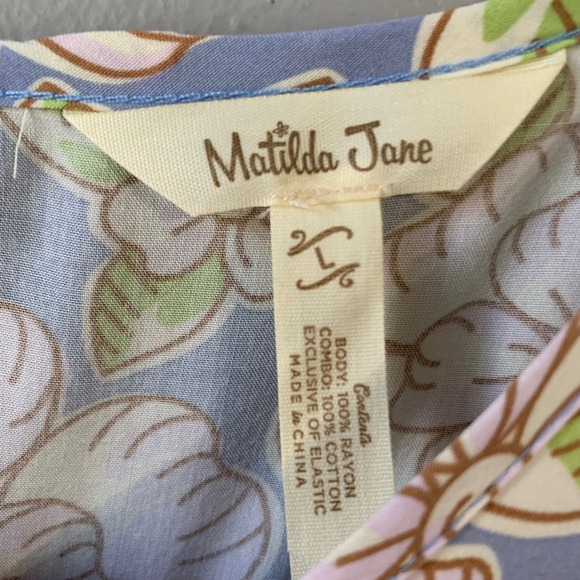 Matilda Jane
L
Contents
BODY: 100% RAYON
COMBO: 100% COTTON
EXCLUSIVE OF ELASTIC
MADE in CHINA